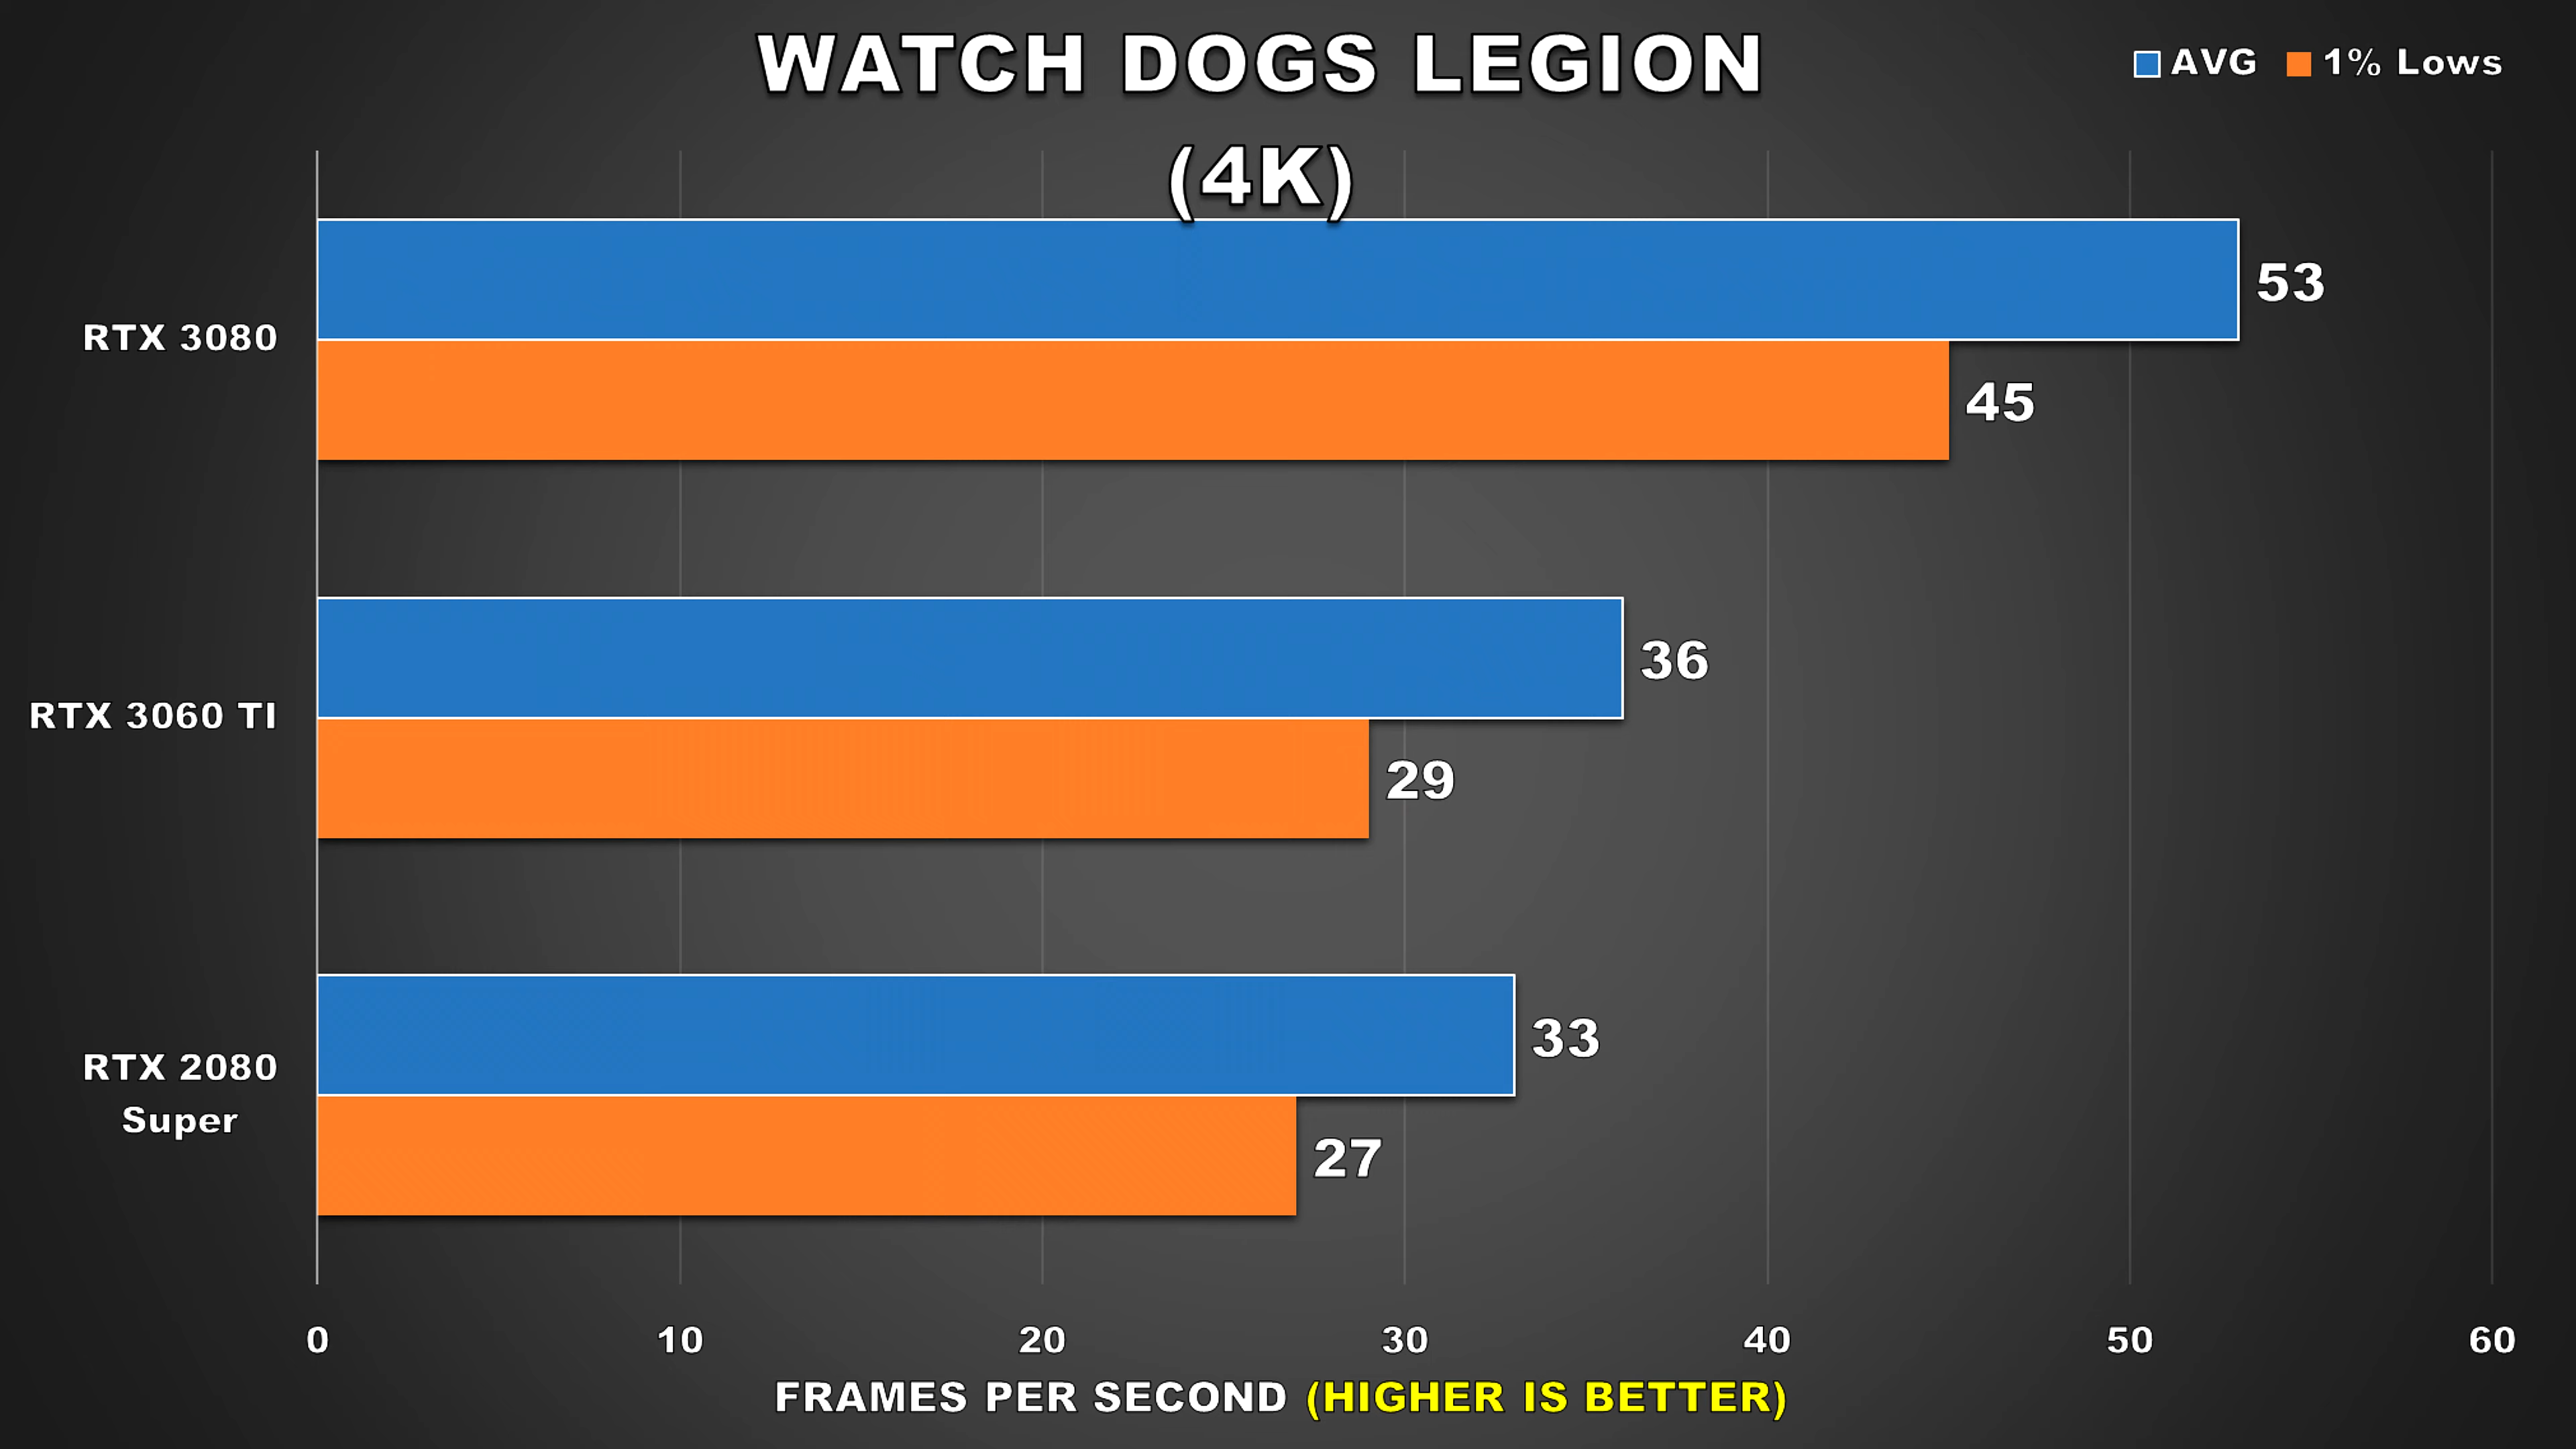 WATCH DOGS LEGION
(4K)
AVG 1% Lows
RTX 3080
53
45
RTX 3060 TI
36
29
RTX 2080
Super
33
27
0 10 20 30 40 50 60
FRAMES PER SECOND (HIGHER IS BETTER)